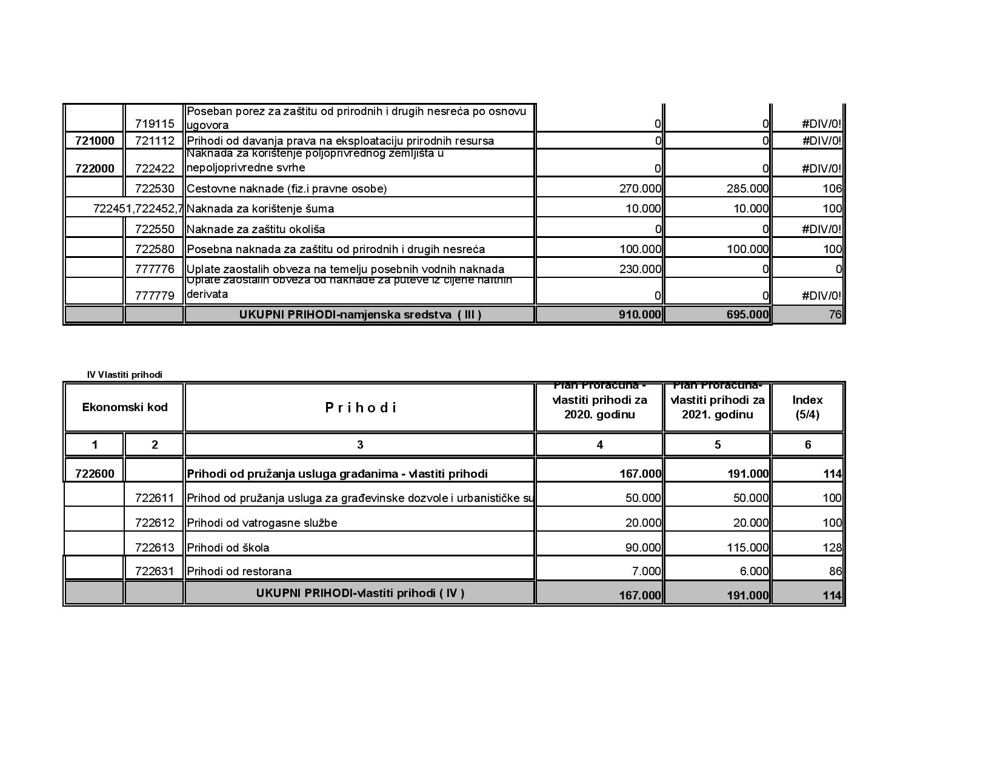 719115 Poseban porez za zaštitu od prirodnih i drugih nesreća po osnovu
ugovora 0 0 #DIV/0!
721000 721112 Prihodi od davanja prava na eksploataciju prirodnih resursa 0 0 #DIV/0!
Naknada za korištenje poljoprivrednog zemljišta u
722000 722422 nepoljoprivredne svrhe 0 0 #DIV/0!
722530 Cestovne naknade (fiz.i pravne osobe) 270.000 285.000 106
722451,722452,7 Naknada za korištenje šuma 10.000 10.000 100
722550 Naknade za zaštitu okoliša 0 0 #DIV/0!
722580 Posebna naknada za zaštitu od prirodnih i drugih nesreća 100.000 100.000 100
777776 Uplate zaostalih obveza na temelju posebnih vodnih naknada 230.000 0 0
Uplate zaostalih obveza od naknade za puteve iz cijene naftnih
777779 derivata 0 0 #DIV/0!
UKUPNI PRIHODI-namjenska sredstva ( III ) 910.000 695.000 76
IV Vlastiti prihodi
Ekonomski kod
P r i h o d i
Plan Proračuna -
vlastiti prihodi za
2020. godinu
Plan Proračuna-
vlastiti prihodi za
2021. godinu
Index
(5/4)
1 2 3 4 5 6
722600 Prihodi od pružanja usluga građanima - vlastiti prihodi 167.000 191.000 114
722611 Prihod od pružanja usluga za građevinske dozvole i urbanističke su 50.000 50.000 100
722612 Prihodi od vatrogasne službe 20.000 20.000 100
722613 Prihodi od škola 90.000 115.000 128
722631 Prihodi od restorana 7.000 6.000 86
UKUPNI PRIHODI-vlastiti prihodi ( IV ) 167.000 191.000 114